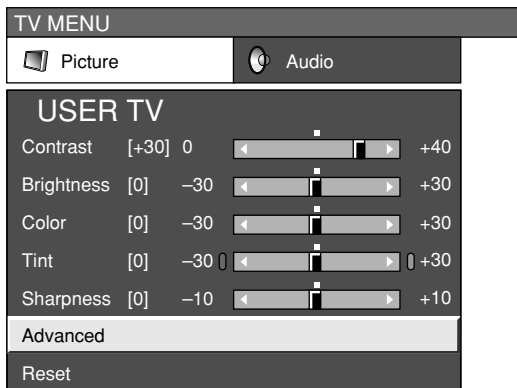 TV MENU
Picture Audio
USER TV
Contrast [+30] 0 +40
Brightness [0] –30 +30
Color [0] –30 +30
Tint [0] –30 +30
Sharpness [0] –10 +10
Advanced
Reset